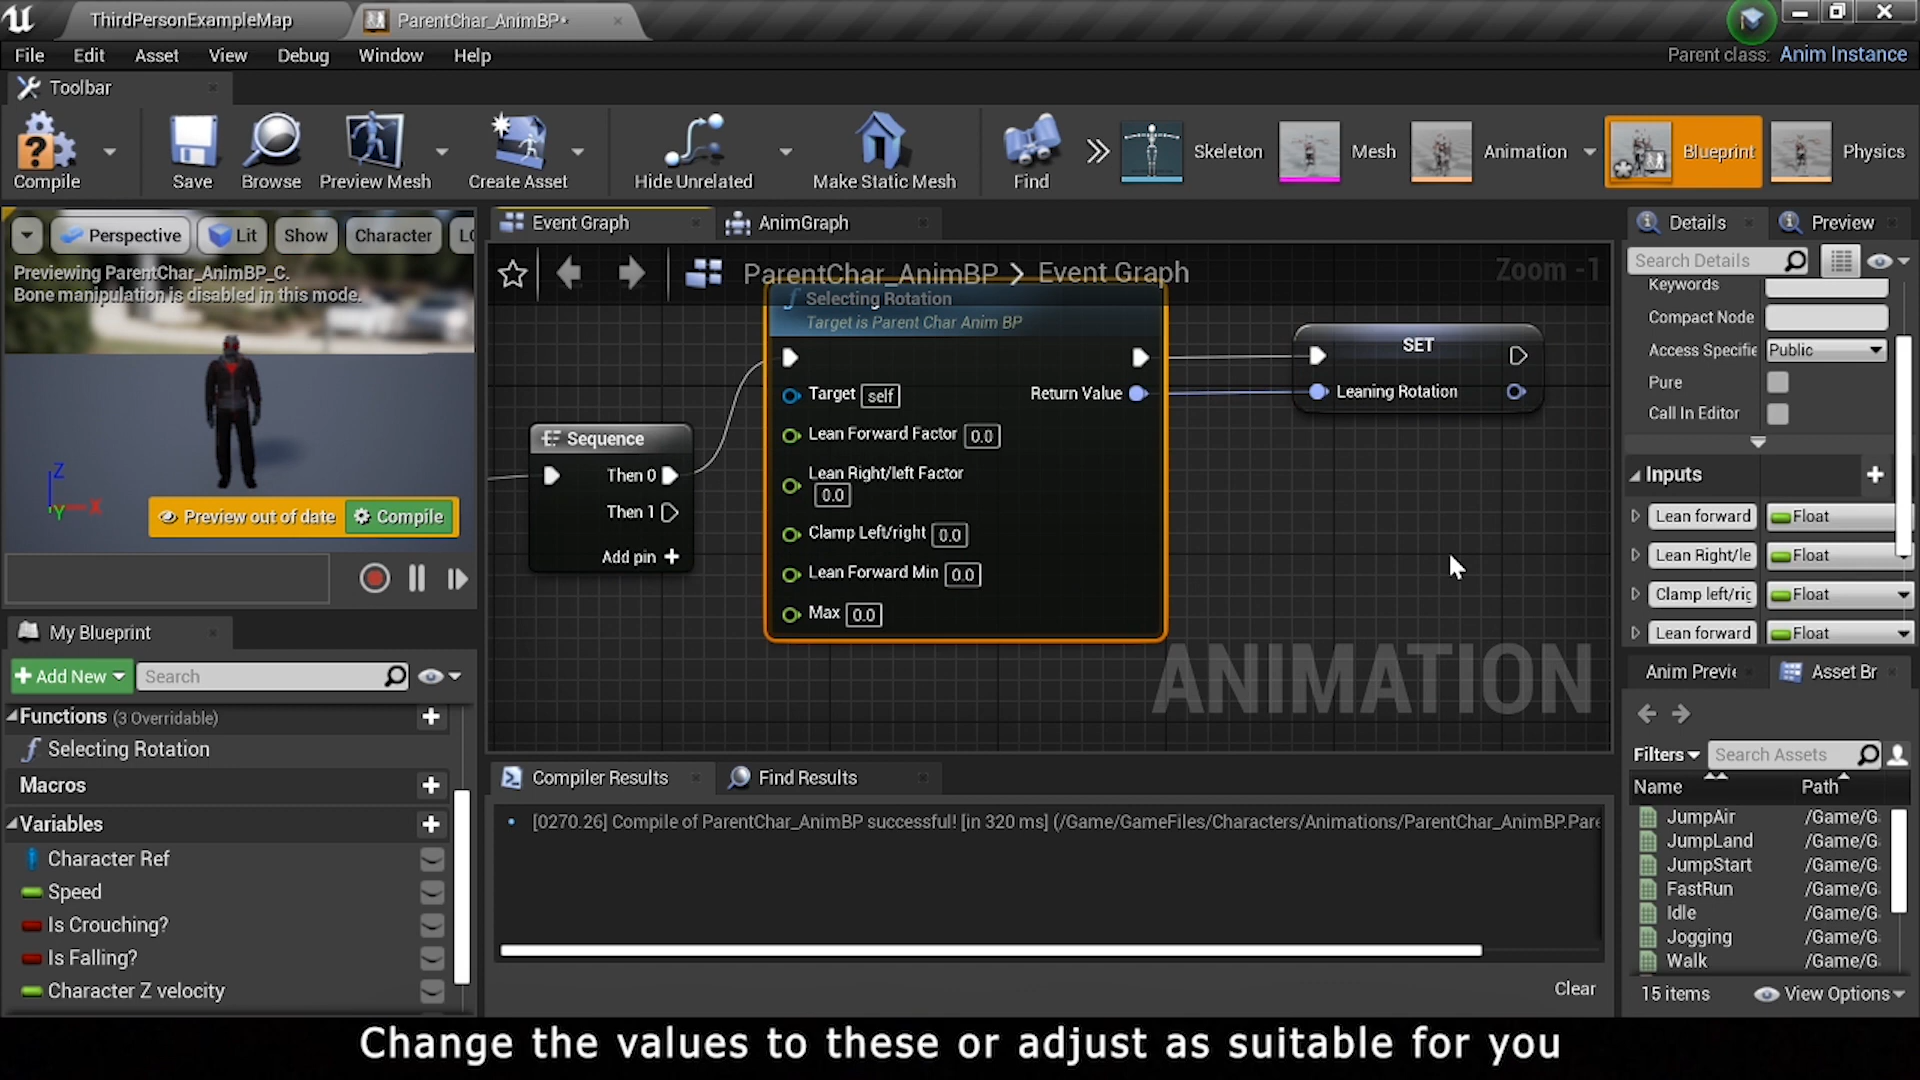 ThirdPersonExampleMap
ParentChar_AnimBP*
File Edit Asset View Debug Window Help
Parent class: Anim Instance
Toolbar
Compile Save Browse Preview Mesh Create Asset Hide Unrelated Make Static Mesh Find
Skeleton Mesh Animation Blueprint Physics
Perspective Lit Show Character
Previewing ParentChar_AnimBP_C.
Bone manipulation is disabled in this mode.
Z
X
Y
Preview out of date Compile
Event Graph AnimGraph
ParentChar_AnimBP > Event Graph
Zoom -1
Sequence
Then 0
Then 1
Add pin +
Selecting Rotation
Target is Parent Char Anim BP
Target self Return Value
Lean Forward Factor 0.0
Lean Right/left Factor
0.0
Clamp Left/right 0.0
Lean Forward Min 0.0
Max 0.0
SET
Leaning Rotation
ANIMATION
Details Preview
Search Details
Keywords
Compact Node
Access Specifie Public
Pure
Call In Editor
Inputs +
Lean forward Float
Lean Right/le Float
Clamp left/rig Float
Lean forward Float
My Blueprint
+ Add New Search
Functions (3 Overridable) +
Selecting Rotation
Macros +
Variables +
Character Ref
Speed
Is Crouching?
Is Falling?
Character Z velocity
Compiler Results Find Results
[0270.26] Compile of ParentChar_AnimBP successful! [in 320 ms] (/Game/GameFiles/Characters/Animations/ParentChar_AnimBP.Pare
Clear
Anim Previe Asset Br
Filters Search Assets
Name Path
JumpAir /Game/G
JumpLand /Game/G
JumpStart /Game/G
FastRun /Game/G
Idle /Game/G
Jogging /Game/G
Walk /Game/G
15 items View Options
Change the values to these or adjust as suitable for you